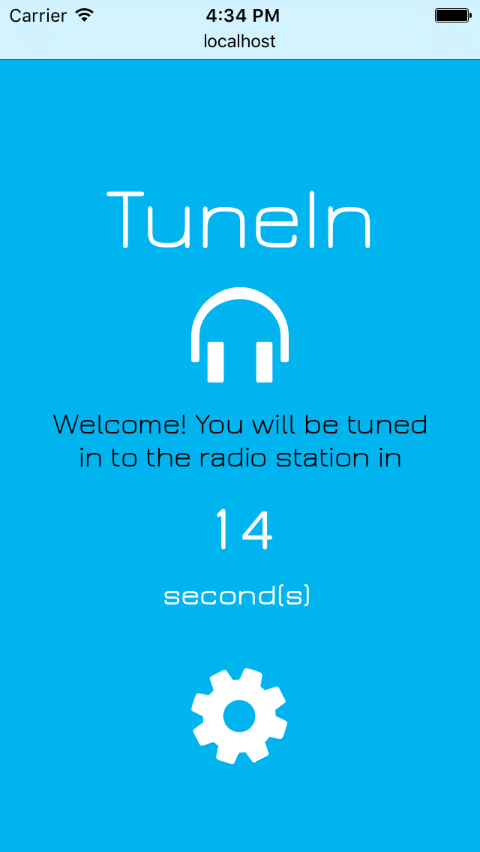 Carrier 4:34 PM
localhost
TuneIn
Welcome! You will be tuned
in to the radio station in
14
second(s)